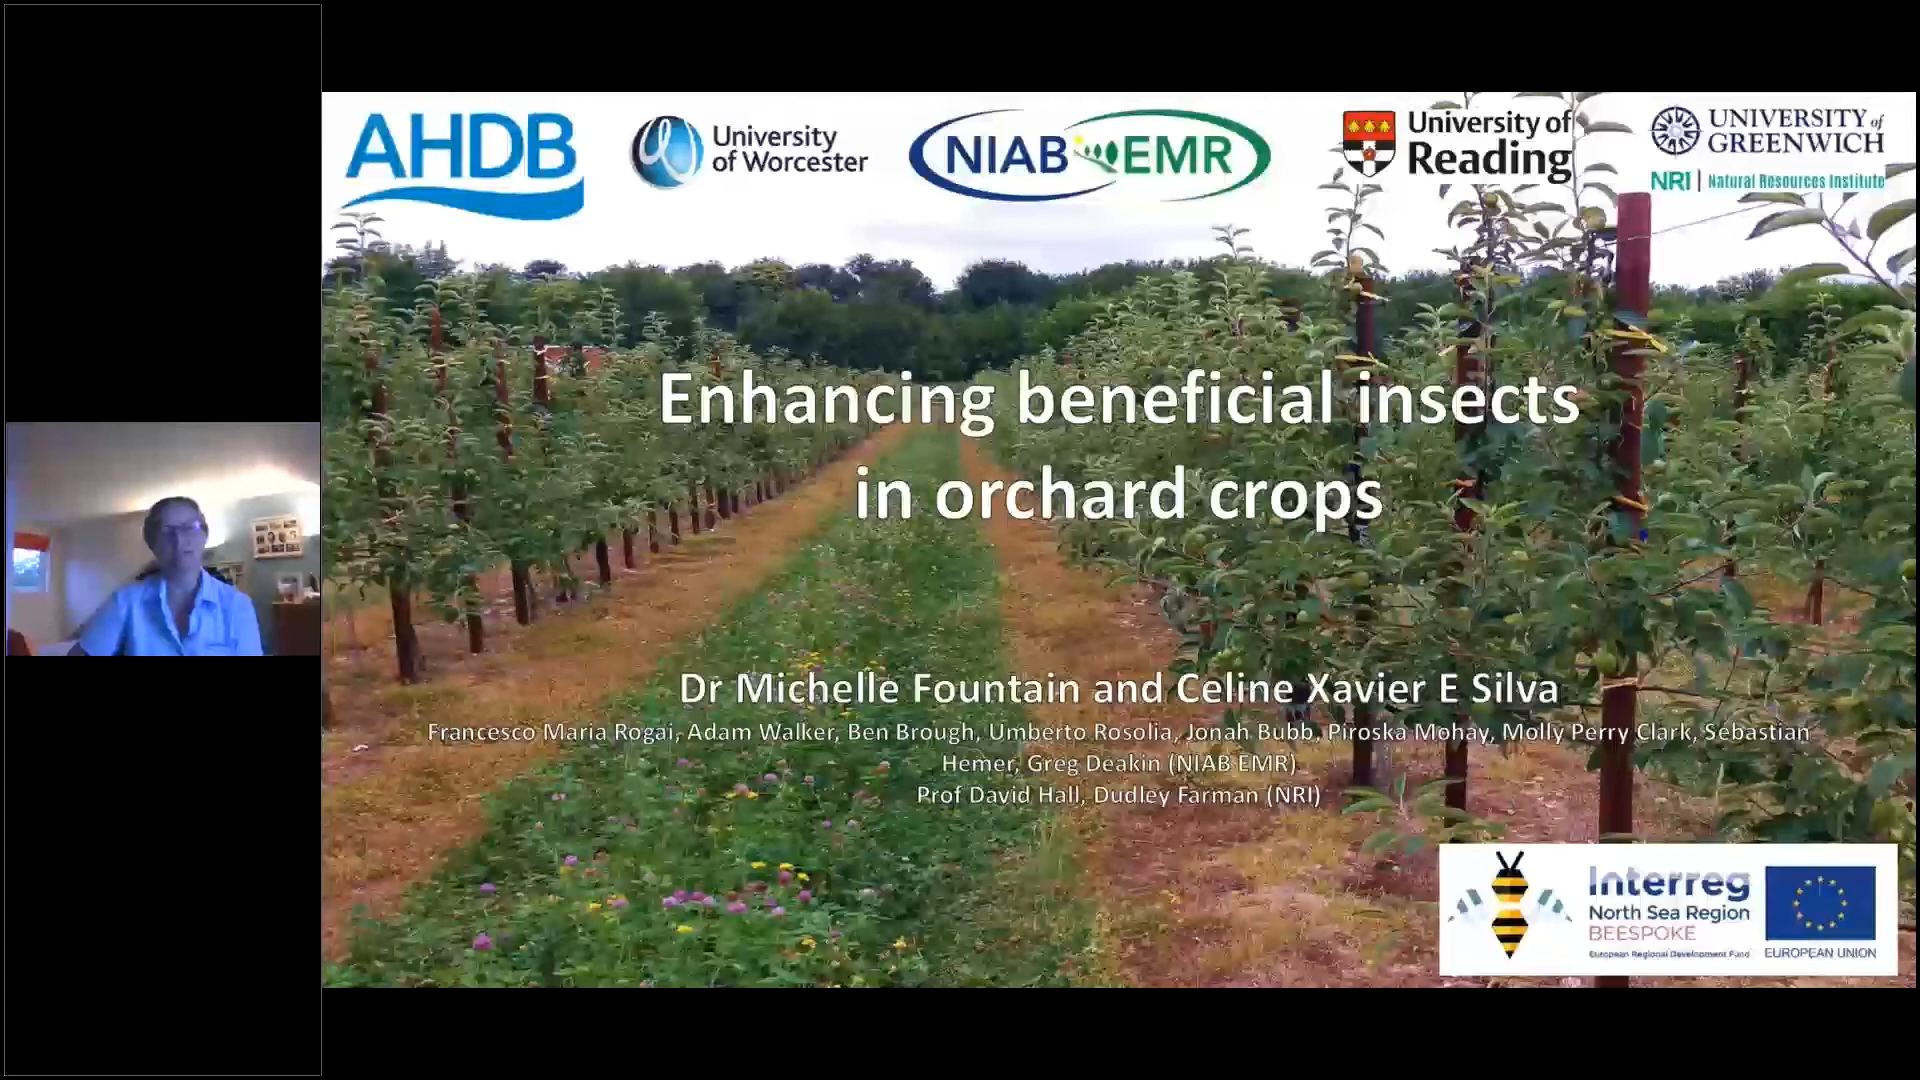 AHDB
University
of Worcester
NIAB EMR
University of
Reading
UNIVERSITY of
GREENWICH
NRI | Natural Resources Institute
Enhancing beneficial insects
in orchard crops
Dr Michelle Fountain and Celine Xavier E Silva
Francesco Maria Rogai, Adam Walker, Ben Brough, Umberto Rosolia, Jonah Bubb, Piroska Mohay, Molly Perry Clark, Sebastian
Hemer, Greg Deakin (NIAB EMR)
Prof David Hall, Dudley Farman (NRI)
Interreg
North Sea Region
BEESPOKE
European Regional Development Fund
EUROPEAN UNION